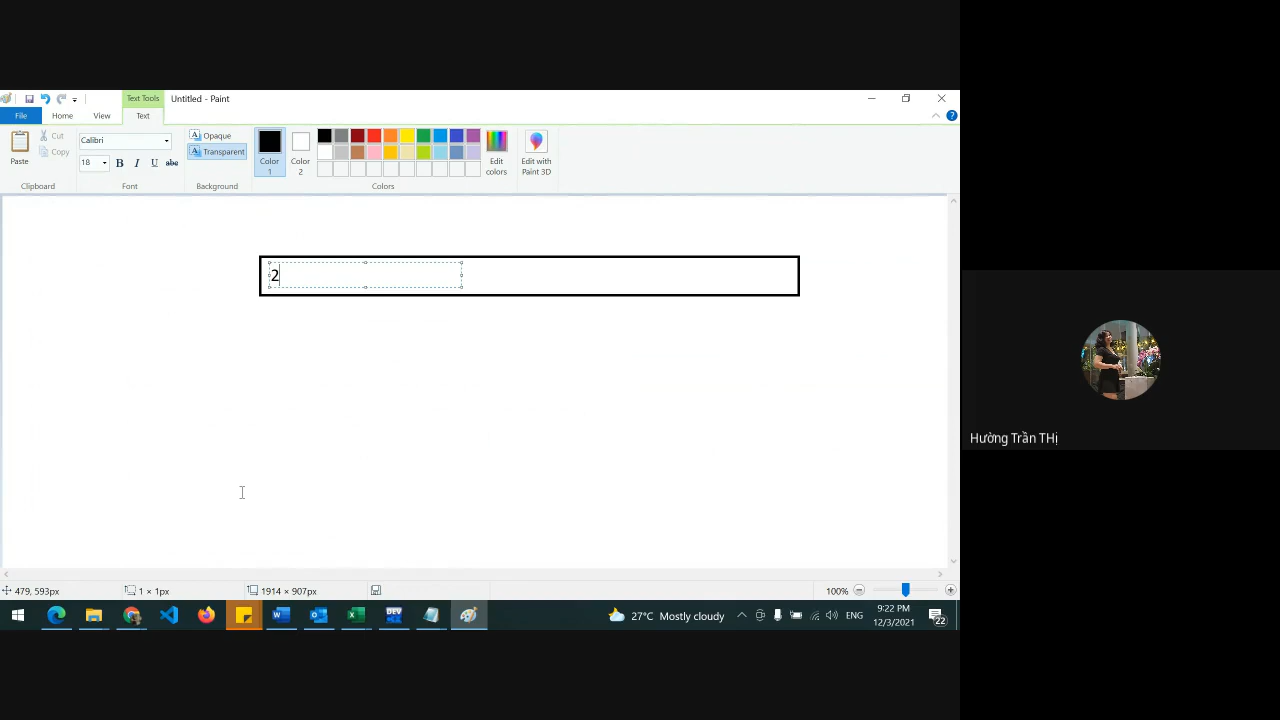 Text Tools Untitled - Paint
File Home View Text
Paste Cut Copy Calibri 18 B I U abc Opaque Transparent Color 1 Color 2 Edit colors Edit with Paint 3D
Clipboard Font Background Colors
2
Hường Trần THị
479, 593px 1 × 1px 1914 × 907px 100%
W X DEV 27°C Mostly cloudy ENG 9:22 PM
12/3/2021 22